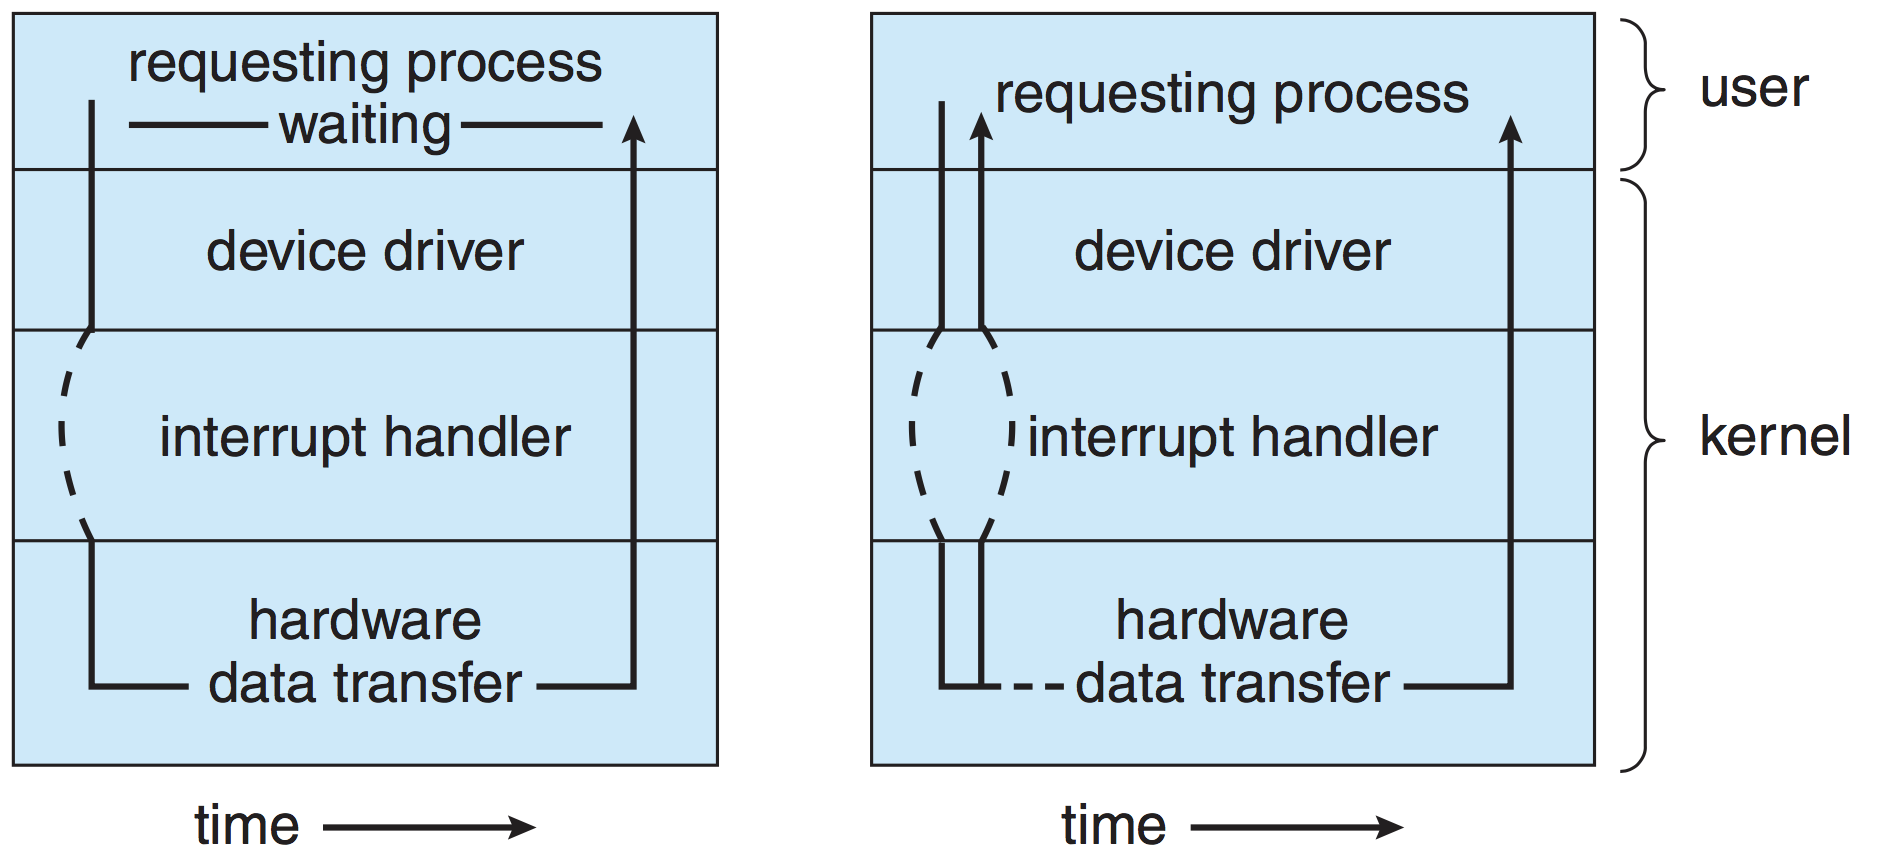 requesting process
waiting
device driver
interrupt handler
hardware
data transfer
time
requesting process
device driver
interrupt handler
hardware
data transfer
time
user
kernel